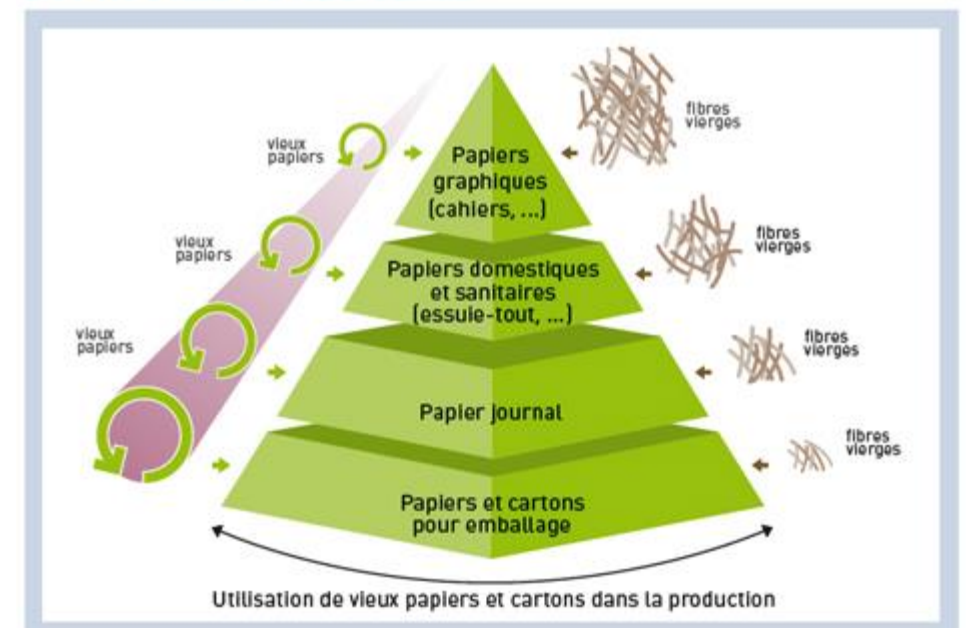 fibres
vierges
vieux
papiers
Papiers
graphiques
(cahiers, ...)
fibres
vierges
vieux
papiers
Papiers domestiques
et sanitaires
(essuie-tout, ...)
vieux
papiers
fibres
vierges
Papier journal
fibres
vierges
Papiers et cartons
pour emballage
Utilisation de vieux papiers et cartons dans la production